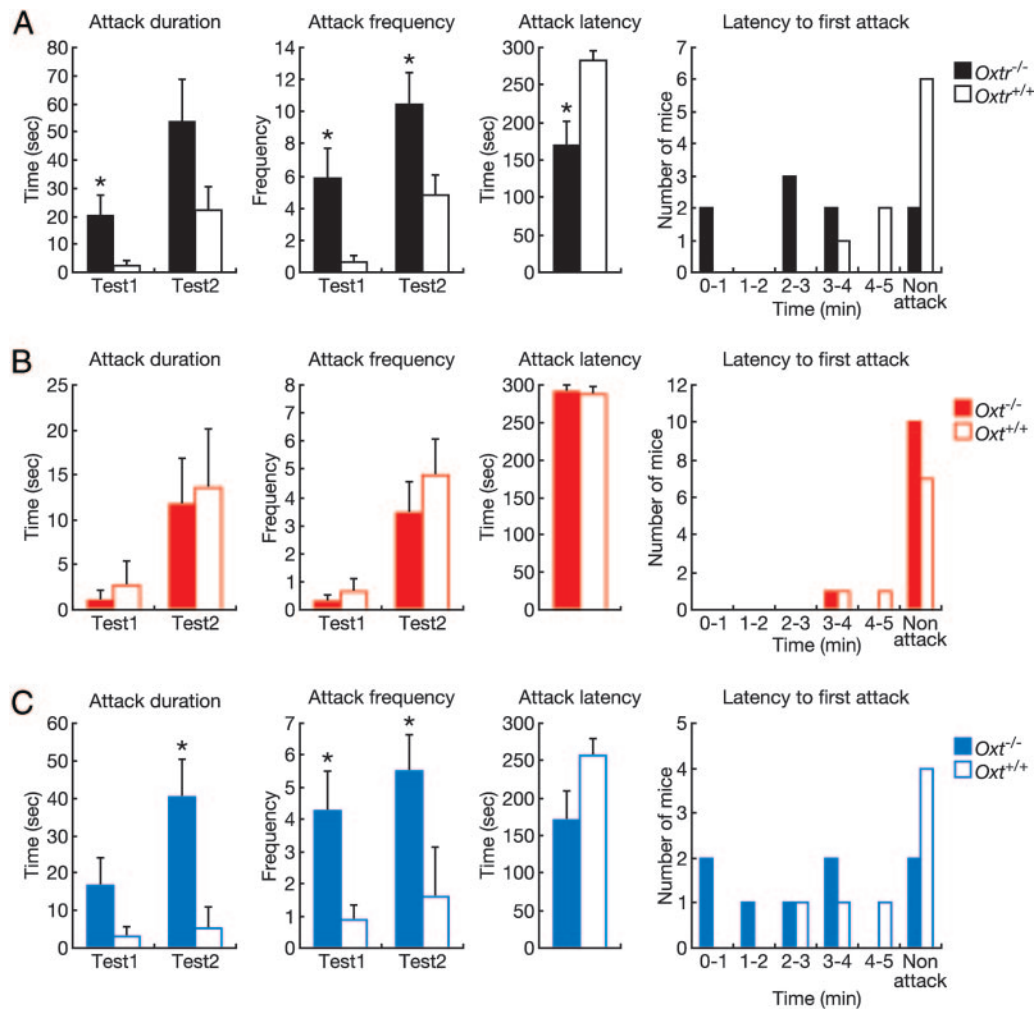 A
Attack duration
Time (sec)
80
70
60
50
40
30
20
10
0
Test1
Test2
*
Attack frequency
Frequency
14
12
10
8
6
4
2
0
Test1
Test2
*
*
Attack latency
Time (sec)
300
250
200
150
100
50
0
*
Latency to first attack
Number of mice
7
6
5
4
3
2
1
0
0-1 1-2 2-3 3-4 4-5 Non
attack
Time (min)
Oxtr-/-
Oxtr+/+
B
Attack duration
Time (sec)
25
20
15
10
5
0
Test1
Test2
Attack frequency
Frequency
8
7
6
5
4
3
2
1
0
Test1
Test2
Attack latency
Time (sec)
300
250
200
150
300
50
0
Latency to first attack
Number of mice
12
10
8
6
4
2
0
0-1 1-2 2-3 3-4 4-5 Non
attack
Time (min)
Oxt-/-
Oxt+/+
C
Attack duration
Time (sec)
60
50
40
30
20
10
0
Test1
Test2
*
Attack frequency
Frequency
7
6
5
4
3
2
1
0
Test1
Test2
*
*
Attack latency
Time (sec)
300
250
200
150
100
50
0
Latency to first attack
Number of mice
5
4
3
2
1
0
0-1 1-2 2-3 3-4 4-5 Non
attack
Time (min)
Oxt-/-
Oxt+/+